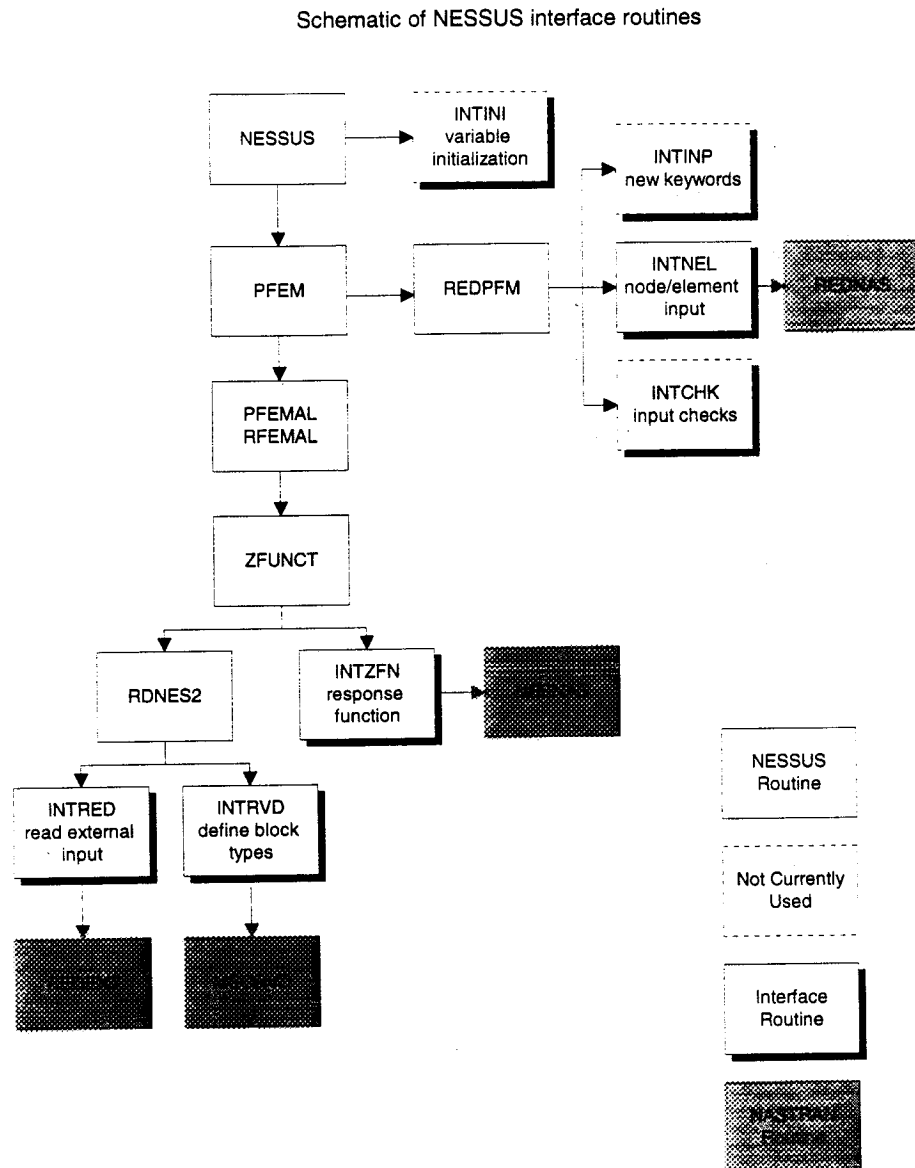 Schematic of NESSUS interface routines
NESSUS
INTINI
variable
initialization
INTINP
new keywords
PFEM
REDPFM
INTNEL
node/element
input
REDNAS
PFEMAL
RFEMAL
INTCHK
input checks
ZFUNCT
RDNES2
INTZFN
response
function
INTRED
read external
input
INTRVD
define block
types
NESSUS
Routine
Not Currently
Used
Interface
Routine
NASTRAN
Routine